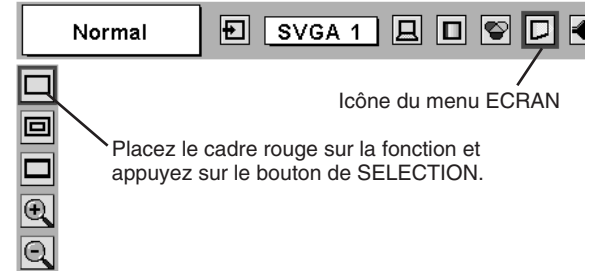 Normal
SVGA 1
Icône du menu ECRAN
Placez le cadre rouge sur la fonction et
appuyez sur le bouton de SELECTION.